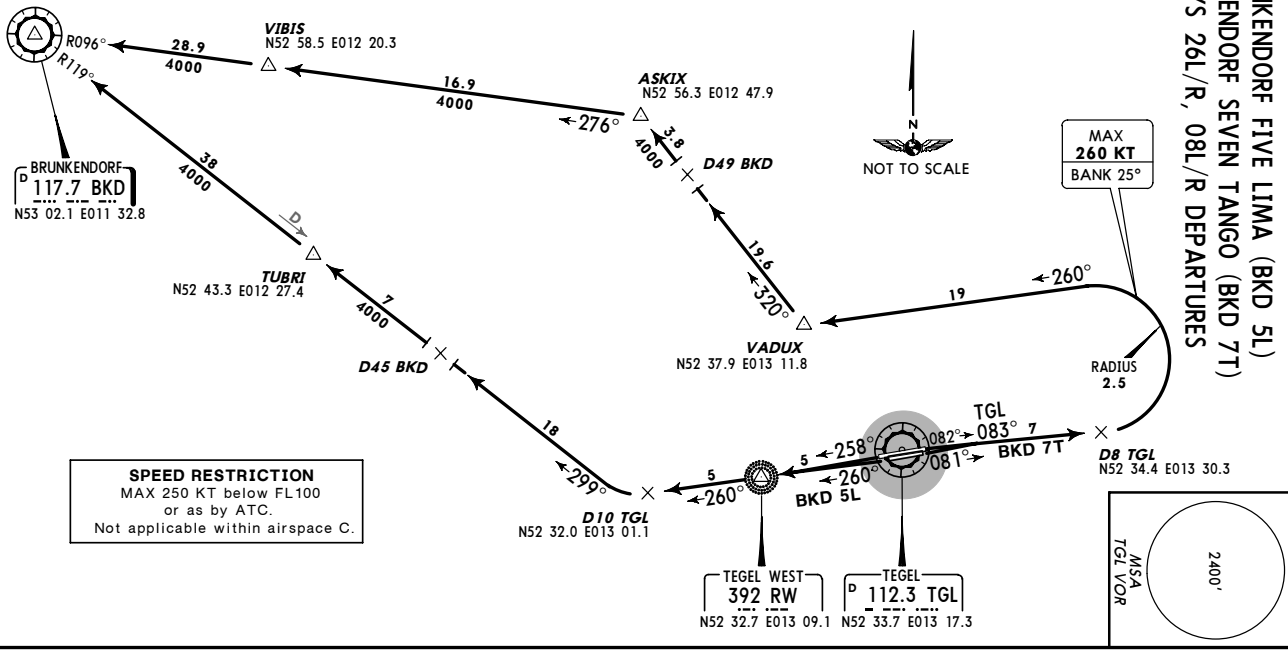 NKENDORF FIVE LIMA (BKD 5L)
ENDORF SEVEN TANGO (BKD 7T)
YS 26L/R, 08L/R DEPARTURES
R096°
R119°
28.9
4000
VIBIS
N52 58.5 E012 20.3
16.9
4000
276°
ASKIX
N52 56.3 E012 47.9
3.8
4000
D49 BKD
N
NOT TO SCALE
MAX
260 KT
BANK 25°
BRUNKENDORF
D 117.7 BKD
N53 02.1 E011 32.8
38
4000
D
TUBRI
N52 43.3 E012 27.4
7
4000
D45 BKD
19.6
320°
VADUX
N52 37.9 E013 11.8
19
260°
RADIUS
2.5
18
299°
D10 TGL
N52 32.0 E013 01.1
5
260°
5
258°
260°
BKD 5L
082°
081°
TGL
083°
7
BKD 7T
D8 TGL
N52 34.4 E013 30.3
SPEED RESTRICTION
MAX 250 KT below FL100
or as by ATC.
Not applicable within airspace C.
TEGEL WEST
392 RW
N52 32.7 E013 09.1
TEGEL
D 112.3 TGL
N52 33.7 E013 17.3
MSA
TGL VOR
2400'